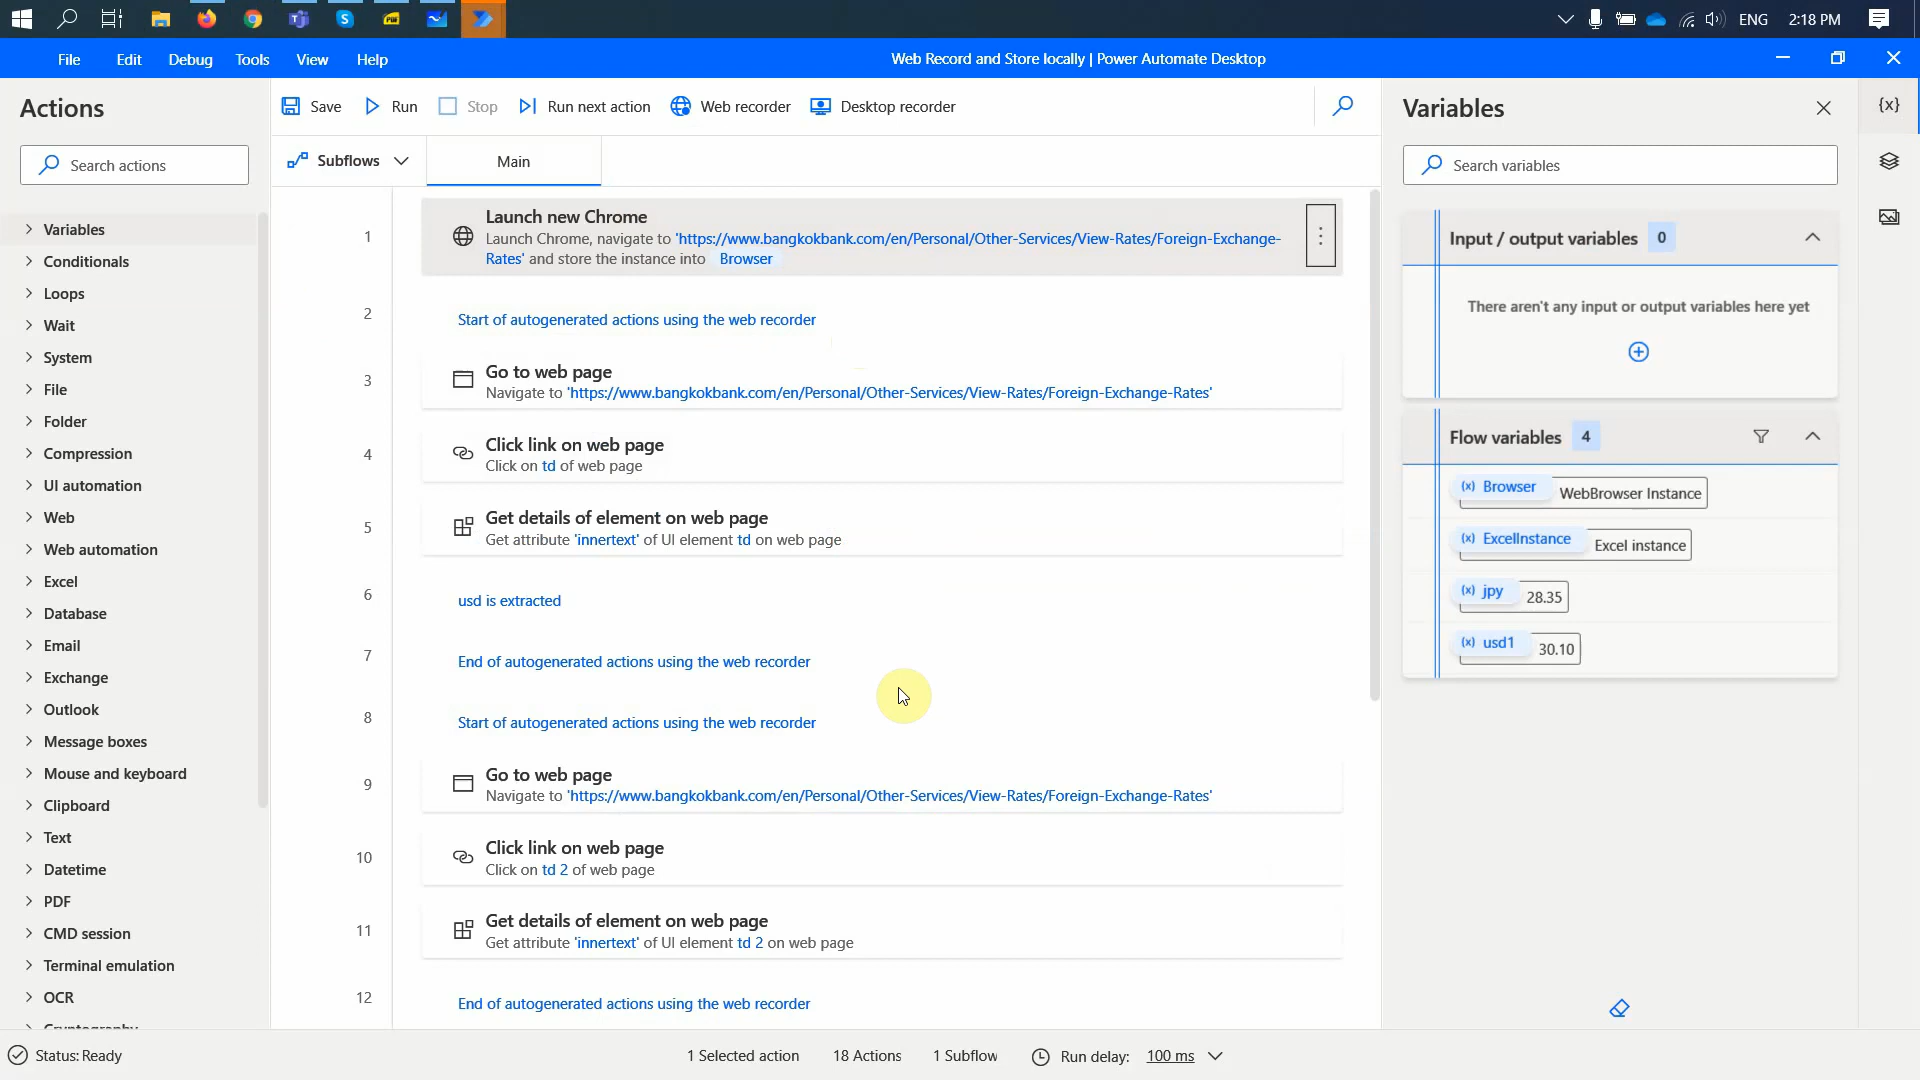 ENG
2:18 PM
File
Edit
Debug
Tools
View
Help
Web Record and Store locally | Power Automate Desktop
Actions
Search actions
Variables
Conditionals
Loops
Wait
System
File
Folder
Compression
UI automation
Web
Web automation
Excel
Database
Email
Exchange
Outlook
Message boxes
Mouse and keyboard
Clipboard
Text
Datetime
PDF
CMD session
Terminal emulation
OCR
Cryptography
Save
Run
Stop
Run next action
Web recorder
Desktop recorder
Subflows
Main
1
Launch new Chrome
Launch Chrome, navigate to 'https://www.bangkokbank.com/en/Personal/Other-Services/View-Rates/Foreign-Exchange-
Rates' and store the instance into Browser
2
Start of autogenerated actions using the web recorder
3
Go to web page
Navigate to 'https://www.bangkokbank.com/en/Personal/Other-Services/View-Rates/Foreign-Exchange-Rates'
4
Click link on web page
Click on td of web page
5
Get details of element on web page
Get attribute 'innertext' of UI element td on web page
6
usd is extracted
7
End of autogenerated actions using the web recorder
8
Start of autogenerated actions using the web recorder
9
Go to web page
Navigate to 'https://www.bangkokbank.com/en/Personal/Other-Services/View-Rates/Foreign-Exchange-Rates'
10
Click link on web page
Click on td 2 of web page
11
Get details of element on web page
Get attribute 'innertext' of UI element td 2 on web page
12
End of autogenerated actions using the web recorder
Variables
{x}
Search variables
Input / output variables 0
There aren't any input or output variables here yet
Flow variables 4
(x) Browser WebBrowser Instance
(x) ExcelInstance Excel instance
(x) jpy 28.35
(x) usd1 30.10
Status: Ready
1 Selected action
18 Actions
1 Subflow
Run delay: 100 ms